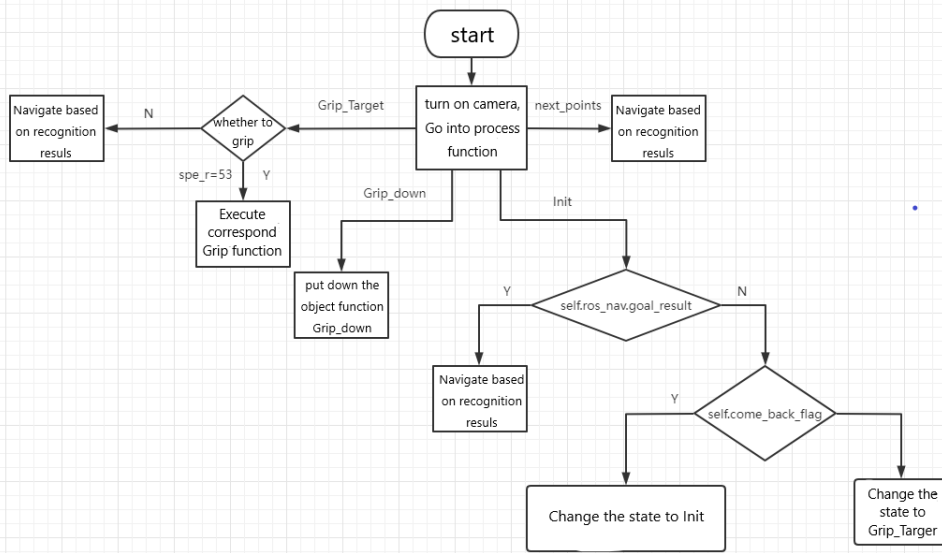 start
turn on camera,
Go into process
function
Grip_Target
next_points
N
whether to
grip
Navigate based
on recognition
resuls
Navigate based
on recognition
resuls
spe_r=53
Y
Execute
correspond
Grip function
Grip_down
Init
put down the
object function
Grip_down
Y
self.ros_nav.goal_result
N
Navigate based
on recognition
resuls
Y
self.come_back_flag
Change the state to Init
Change the
state to
Grip_Targer